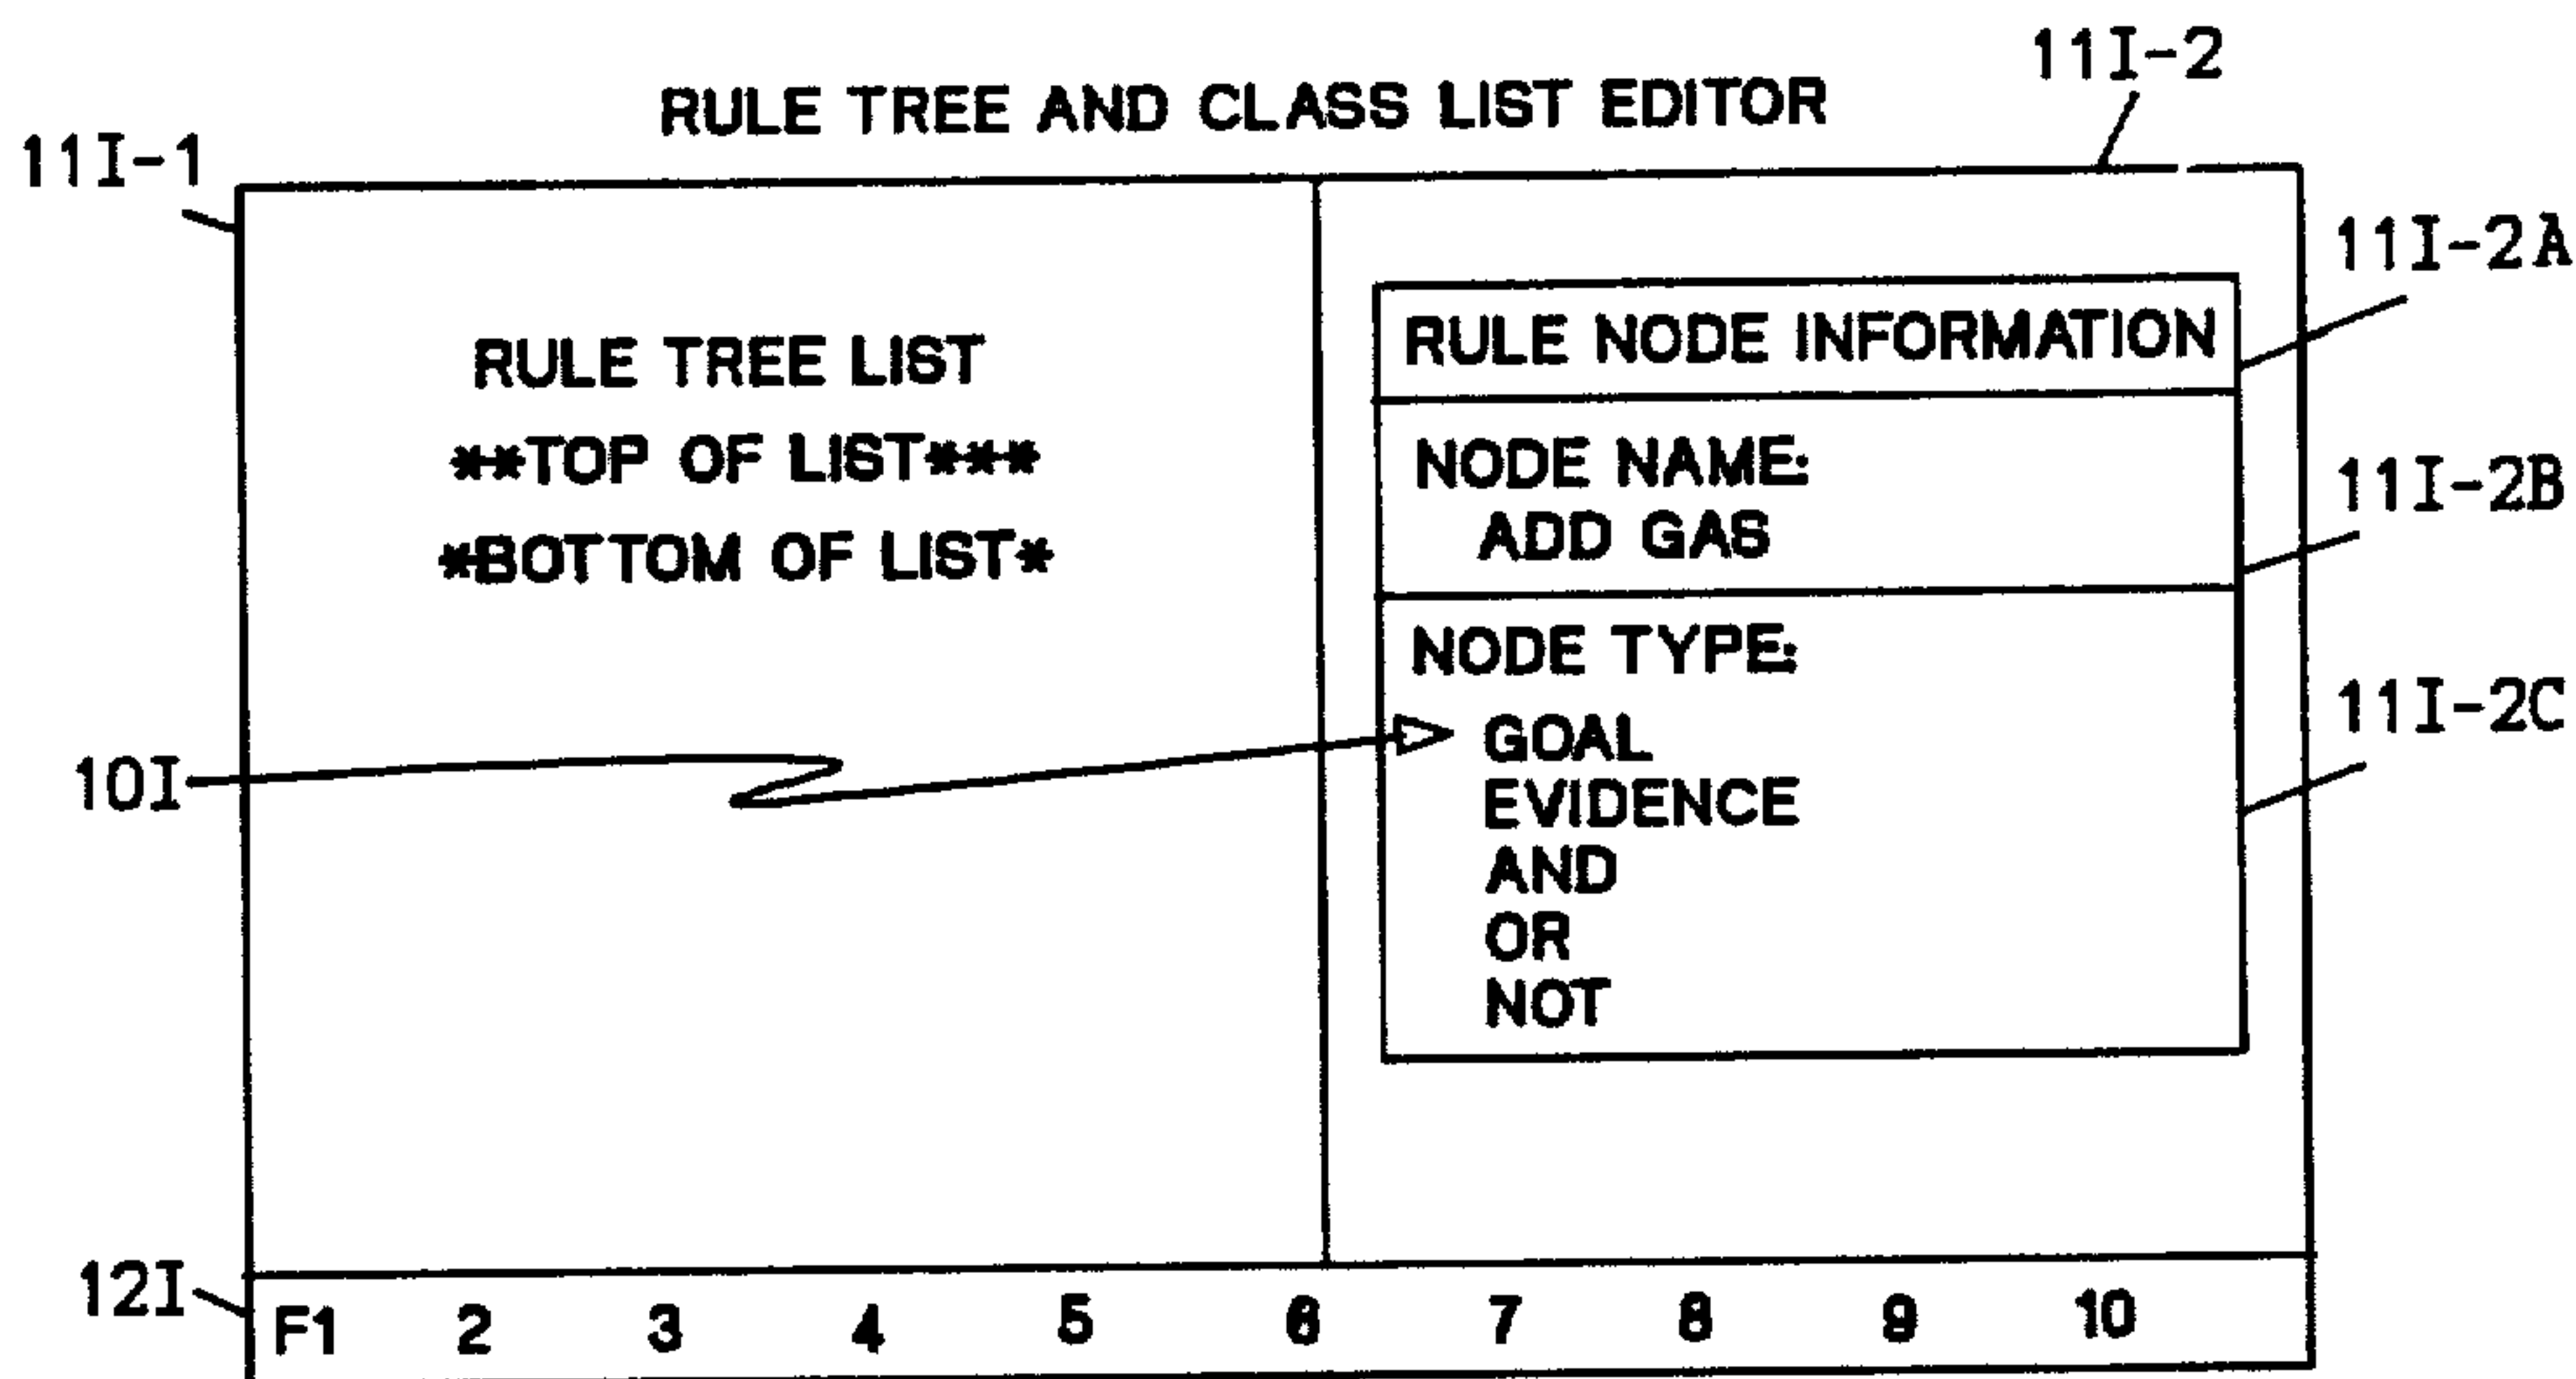 11I-2
RULE TREE AND CLASS LIST EDITOR
11I-1
RULE TREE LIST
**TOP OF LIST***
*BOTTOM OF LIST*
11I-2A
RULE NODE INFORMATION
NODE NAME:
ADD GAS
11I-2B
NODE TYPE:
GOAL
EVIDENCE
AND
OR
NOT
11I-2C
10I
12I
F1 2 3 4 5 6 7 8 9 10